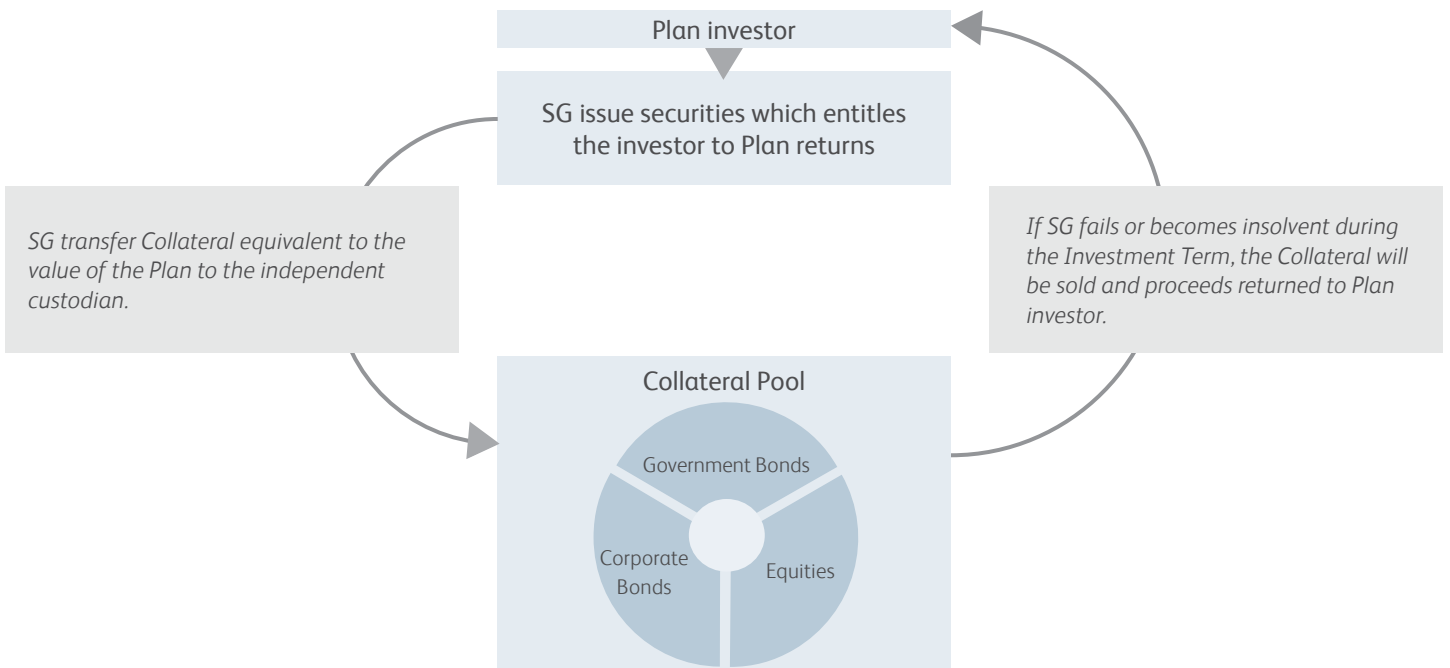 Plan investor
SG issue securities which entitles
the investor to Plan returns
SG transfer Collateral equivalent to the
value of the Plan to the independent
custodian.
If SG fails or becomes insolvent during
the Investment Term, the Collateral will
be sold and proceeds returned to Plan
investor.
Collateral Pool
Government Bonds
Corporate
Bonds
Equities